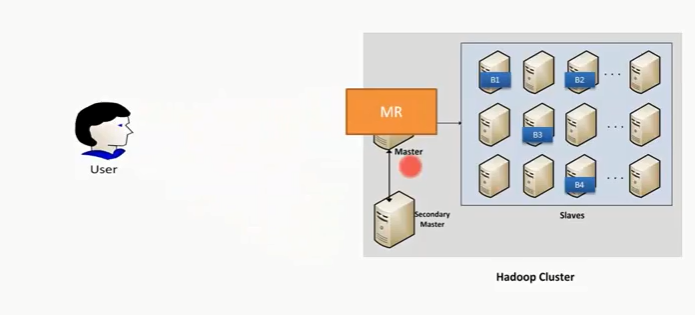 User
MR
Master
Secondary
Master
B1
B2
B3
B4
Slaves
Hadoop Cluster